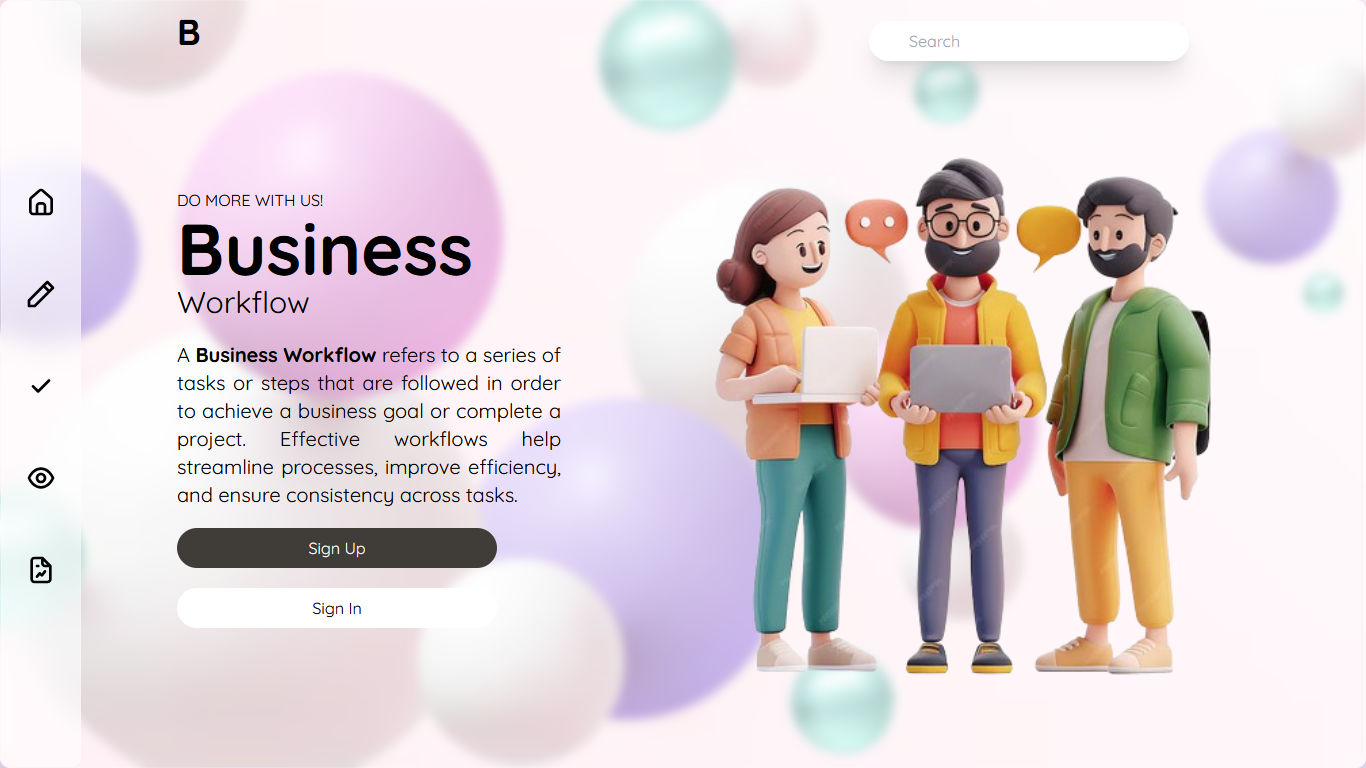 B
Search
DO MORE WITH US!
Business
Workflow
A Business Workflow refers to a series of
tasks or steps that are followed in order
to achieve a business goal or complete a
project. Effective workflows help
streamline processes, improve efficiency,
and ensure consistency across tasks.
Sign Up
Sign In